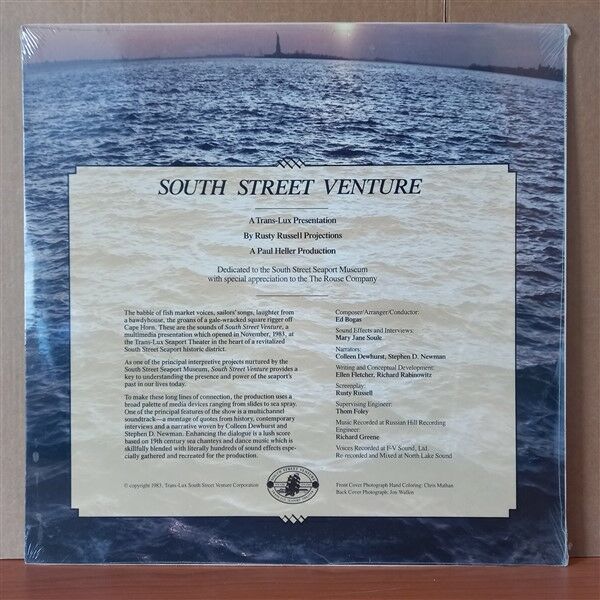 SOUTH STREET VENTURE
A Trans-Lux Presentation
By Rusty Russell Projections
A Paul Heller Production
Dedicated to the South Street Seaport Museum
with special appreciation to the The Rouse Company
The babble of fish market voices, sailors' songs, laughter from
a bawdyhouse, the groans of a gale-wracked square rigger off
Cape Horn. These are the sounds of South Street Venture, a
multimedia presentation which opened in November, 1983, at
the Trans-Lux Seaport Theater in the heart of a revitalized
South Street Seaport historic district.
As one of the principal interpretive projects nurtured by the
South Street Seaport Museum, South Street Venture provides a
key to understanding the presence and power of the seaport's
past in our lives today.
To make these long lines of connection, the production uses a
broad palette of media devices ranging from slides to sea spray.
One of the principal features of the show is a multichannel
soundtrack—a montage of quotes from history, contemporary
interviews and a narrative woven by Colleen Dewhurst and
Stephen D. Newman. Enhancing the dialogue is a lush score
based on 19th century sea chanteys and dance music which is
skillfully blended with literally hundreds of sound effects espe-
cially gathered and recreated for the production.
© copyright 1983, Trans-Lux South Street Venture Corporation
Composer/Arranger/Conductor:
Ed Bogas
Sound Effects and Interviews:
Mary Jane Soule
Narrators:
Colleen Dewhurst, Stephen D. Newman
Writing and Conceptual Development:
Ellen Fletcher, Richard Rabinowitz
Screenplay:
Rusty Russell
Supervising Engineer:
Thom Foley
Music Recorded at Russian Hill Recording
Engineer:
Richard Greene
Voices Recorded at F-V Sound, Ltd.
Re-recorded and Mixed at North Lake Sound
Front Cover Photograph Hand Coloring: Chris Mathan
Back Cover Photograph: Jon Wallen
SOUTH STREET VENTURE